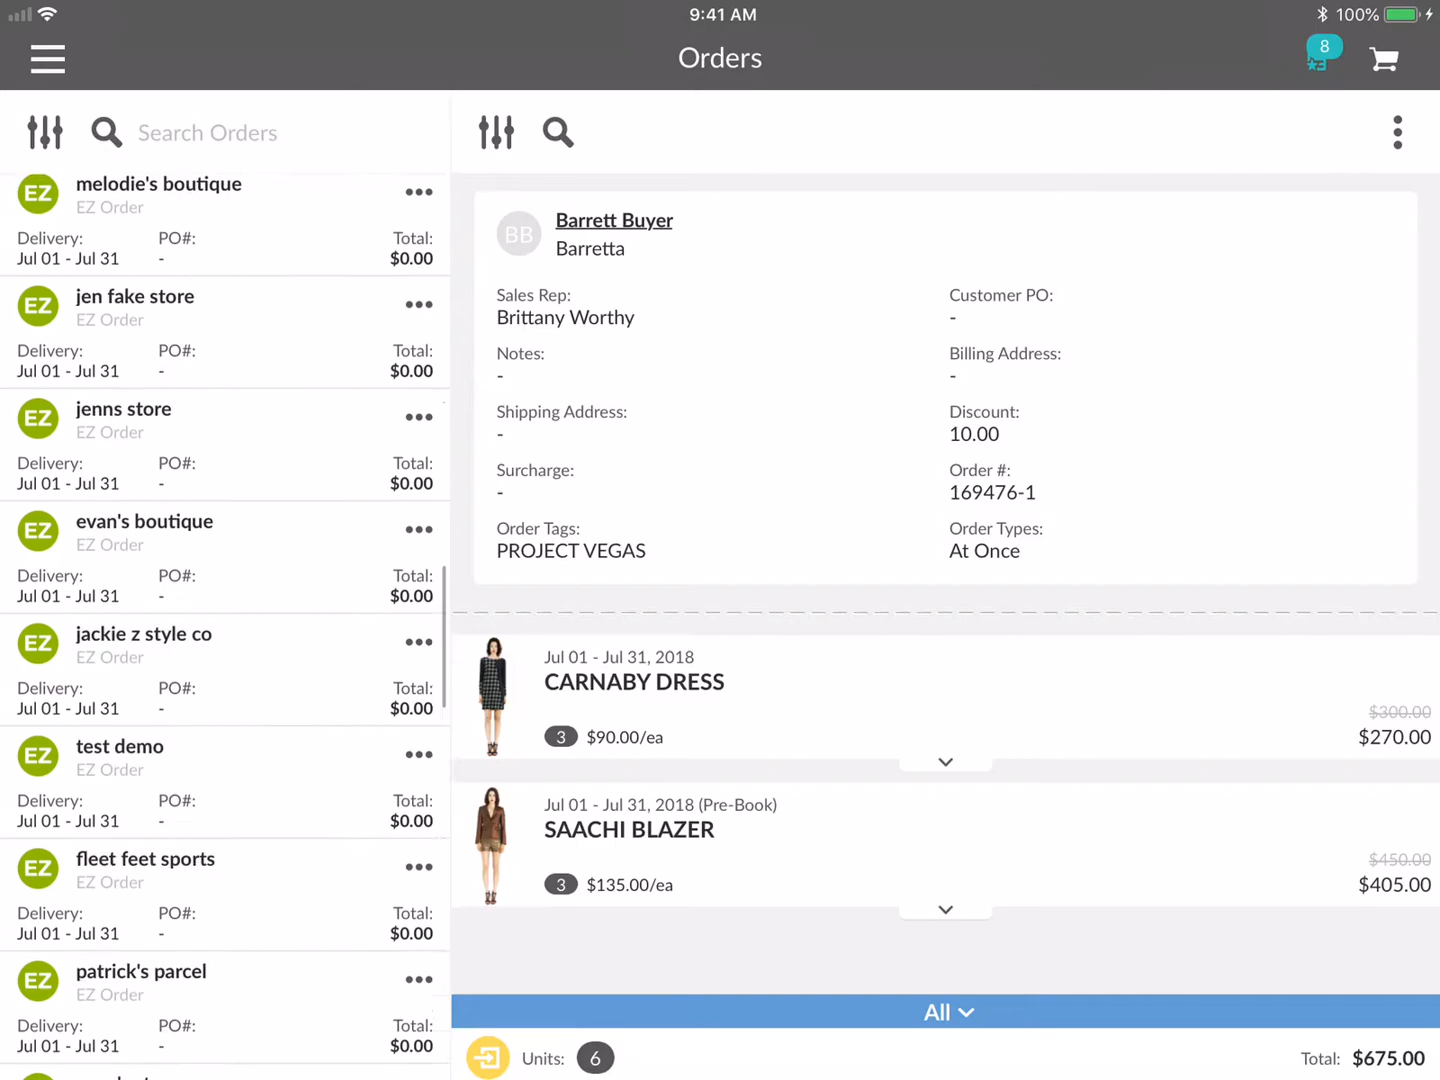 9:41 AM
100%
Orders
8
Search Orders
EZ melodie's boutique
EZ Order
Delivery: PO#: Total:
Jul 01 - Jul 31 - $0.00
EZ jen fake store
EZ Order
Delivery: PO#: Total:
Jul 01 - Jul 31 - $0.00
EZ jenns store
EZ Order
Delivery: PO#: Total:
Jul 01 - Jul 31 - $0.00
EZ evan's boutique
EZ Order
Delivery: PO#: Total:
Jul 01 - Jul 31 - $0.00
EZ jackie z style co
EZ Order
Delivery: PO#: Total:
Jul 01 - Jul 31 - $0.00
EZ test demo
EZ Order
Delivery: PO#: Total:
Jul 01 - Jul 31 - $0.00
EZ fleet feet sports
EZ Order
Delivery: PO#: Total:
Jul 01 - Jul 31 - $0.00
EZ patrick's parcel
EZ Order
Delivery: PO#: Total:
Jul 01 - Jul 31 - $0.00
BB Barrett Buyer
Barretta
Sales Rep: Customer PO:
Brittany Worthy -
Notes: Billing Address:
- -
Shipping Address: Discount:
- 10.00
Surcharge: Order #:
- 169476-1
Order Tags: Order Types:
PROJECT VEGAS At Once
Jul 01 - Jul 31, 2018
CARNABY DRESS
$300.00
3 $90.00/ea $270.00
Jul 01 - Jul 31, 2018 (Pre-Book)
SAACHI BLAZER
$450.00
3 $135.00/ea $405.00
All
Units: 6 Total: $675.00